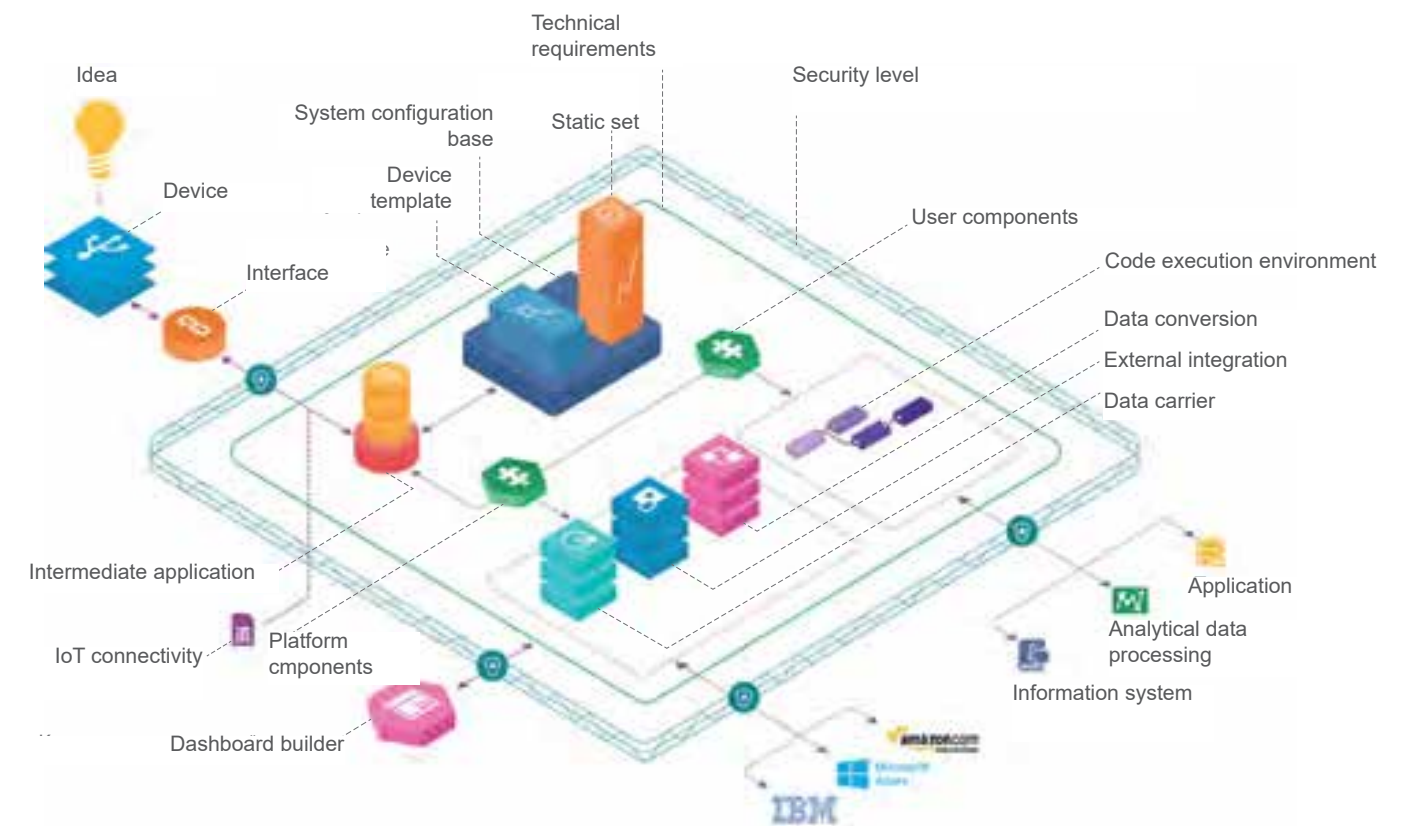 Technical
requirements
Idea
Security level
System configuration
base
Static set
Device
template
Device
User components
Interface
Code execution environment
Data conversion
External integration
Data carrier
Intermediate application
Application
IoT connectivity
Platform
cmponents
Analytical data
processing
Information system
Dashboard builder
amazon.com
Microsoft
Azure
IBM